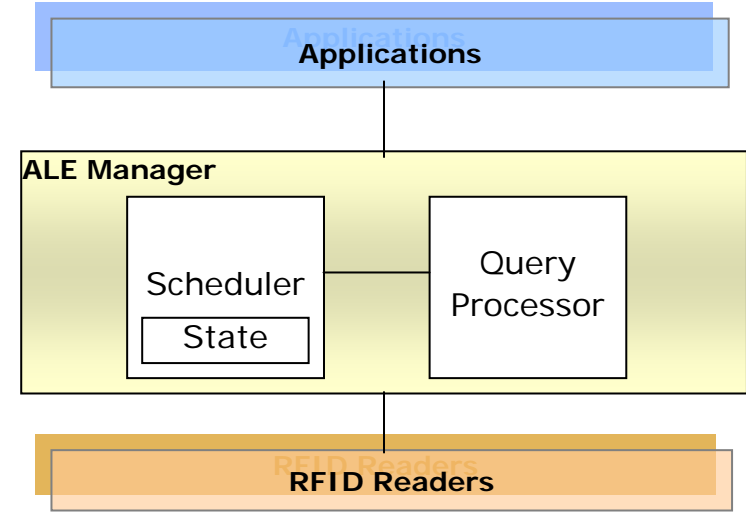 Applications
Applications
ALE Manager
Scheduler
State
Query
Processor
RFID Readers
RFID Readers